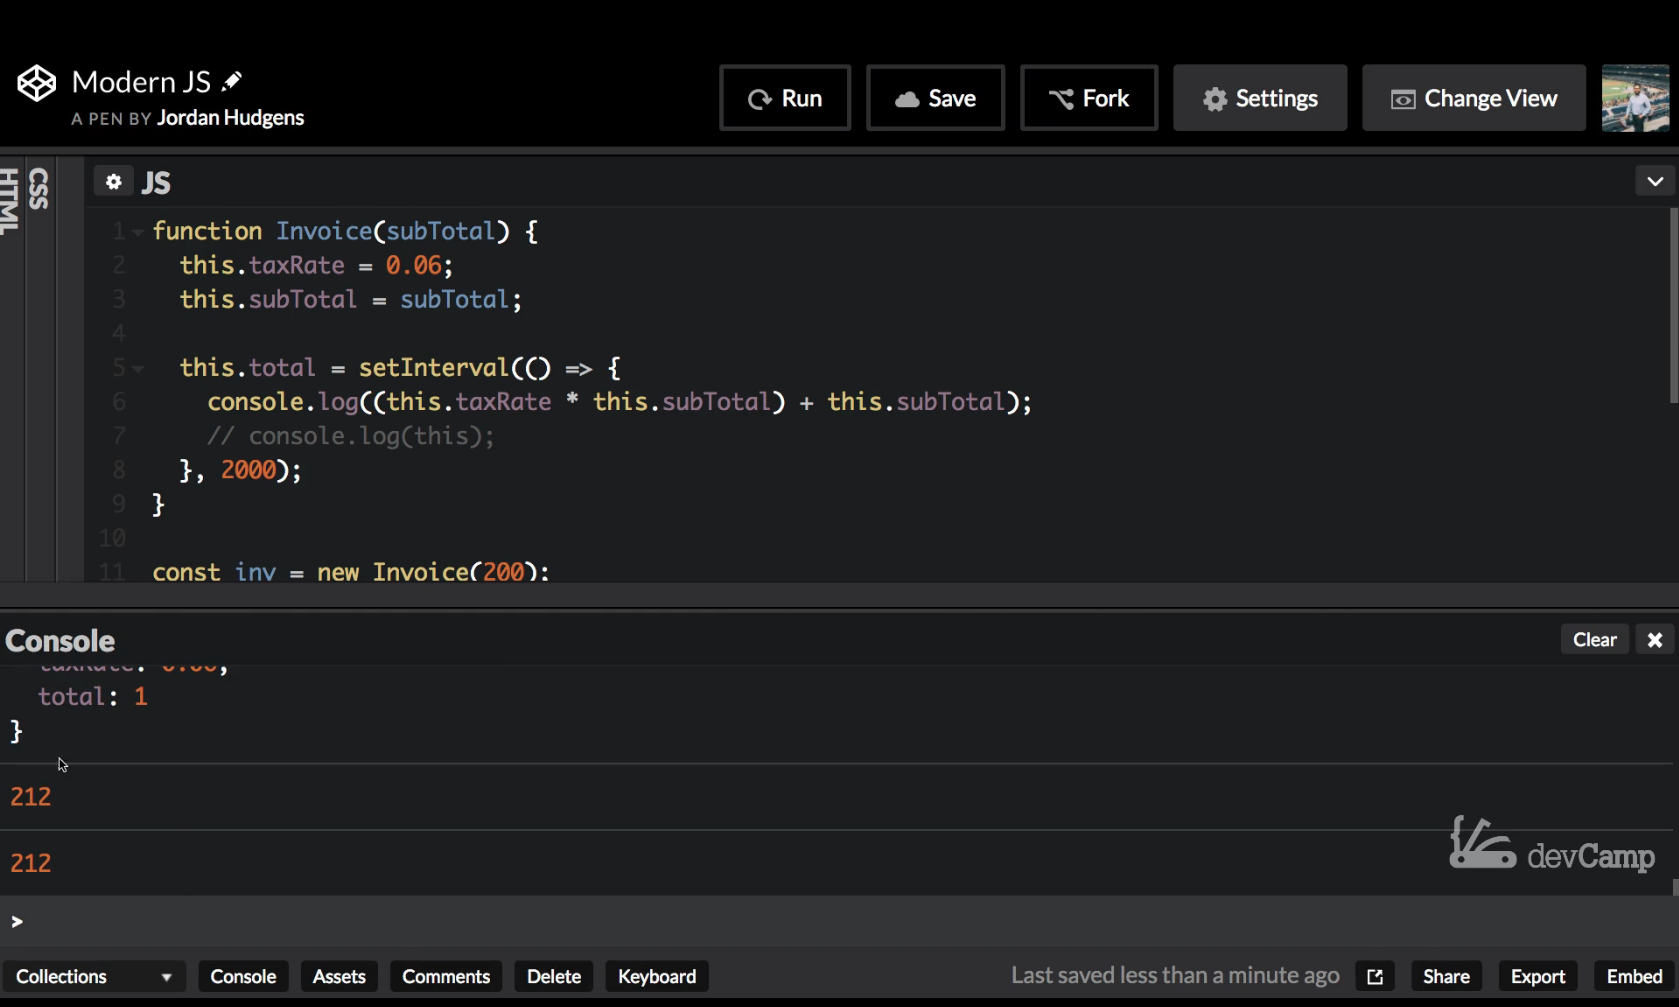 Modern JS
A PEN BY Jordan Hudgens
Run
Save
Fork
Settings
Change View
HTML
CSS
JS
1 function Invoice(subTotal) {
2 this.taxRate = 0.06;
3 this.subTotal = subTotal;
4
5 this.total = setInterval(() => {
6 console.log((this.taxRate * this.subTotal) + this.subTotal);
7 // console.log(this);
8 }, 2000);
9 }
10
11 const inv = new Invoice(200);
Console
Clear
taxRate: 0.06,
total: 1
}
212
212
devCamp
>
Collections
Console
Assets
Comments
Delete
Keyboard
Last saved less than a minute ago
Share
Export
Embed